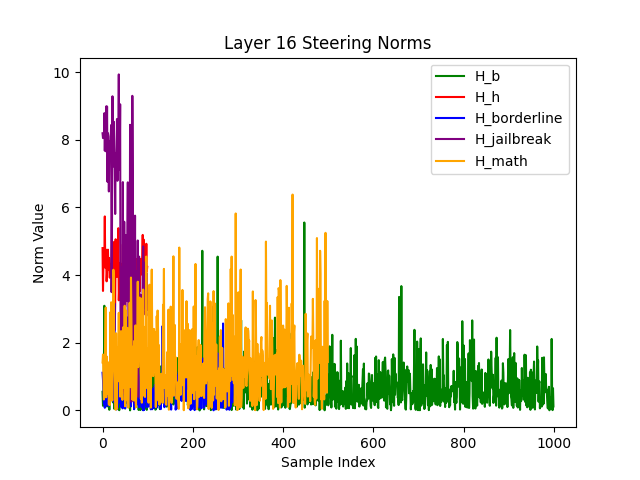 Layer 16 Steering Norms
Norm Value
10
8
6
4
2
0
H_b
H_h
H_borderline
H_jailbreak
H_math
0
200
400
600
800
1000
Sample Index